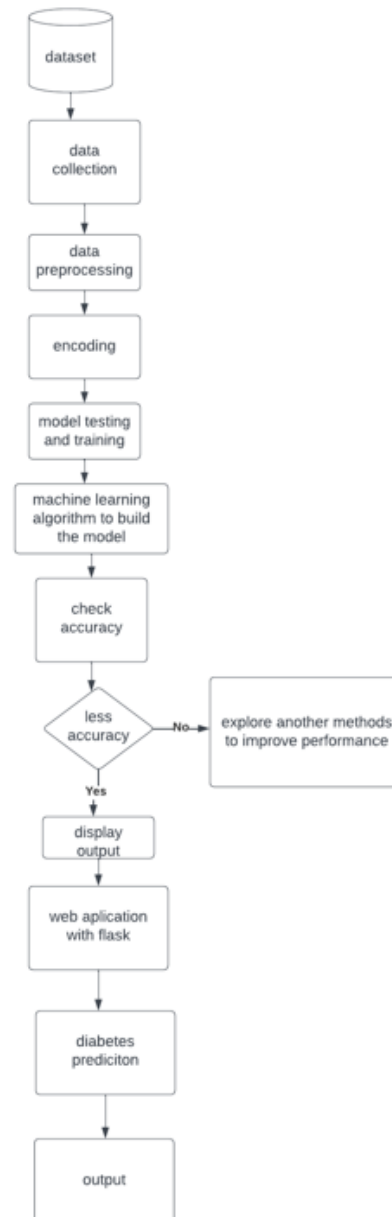 dataset
data
collection
data
preprocessing
encoding
model testing
and training
machine learning
algorithm to build
the model
check
accuracy
less
accuracy
No
explore another methods
to improve performance
Yes
display
output
web aplication
with flask
diabetes
prediciton
output